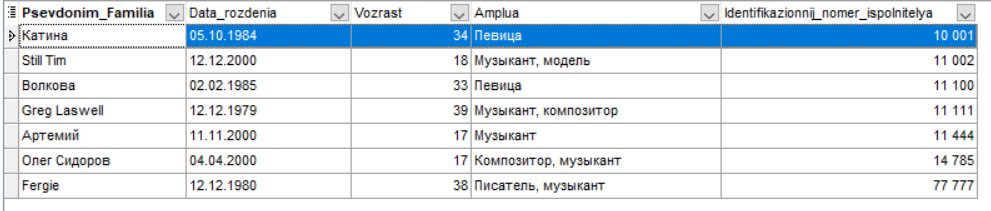 Psevdonim_Familia Data_rozdenia Vozrast Amplua Identifikazionnij_nomer_ispolnitelya
Катина 05.10.1984 34 Певица 10 001
Still Tim 12.12.2000 18 Музыкант, модель 11 002
Волкова 02.02.1985 33 Певица 11 100
Greg Laswell 12.12.1979 39 Музыкант, композитор 11 111
Артемий 11.11.2000 17 Музыкант 11 444
Олег Сидоров 04.04.2000 17 Композитор, музыкант 14 785
Fergie 12.12.1980 38 Писатель, музыкант 77 777